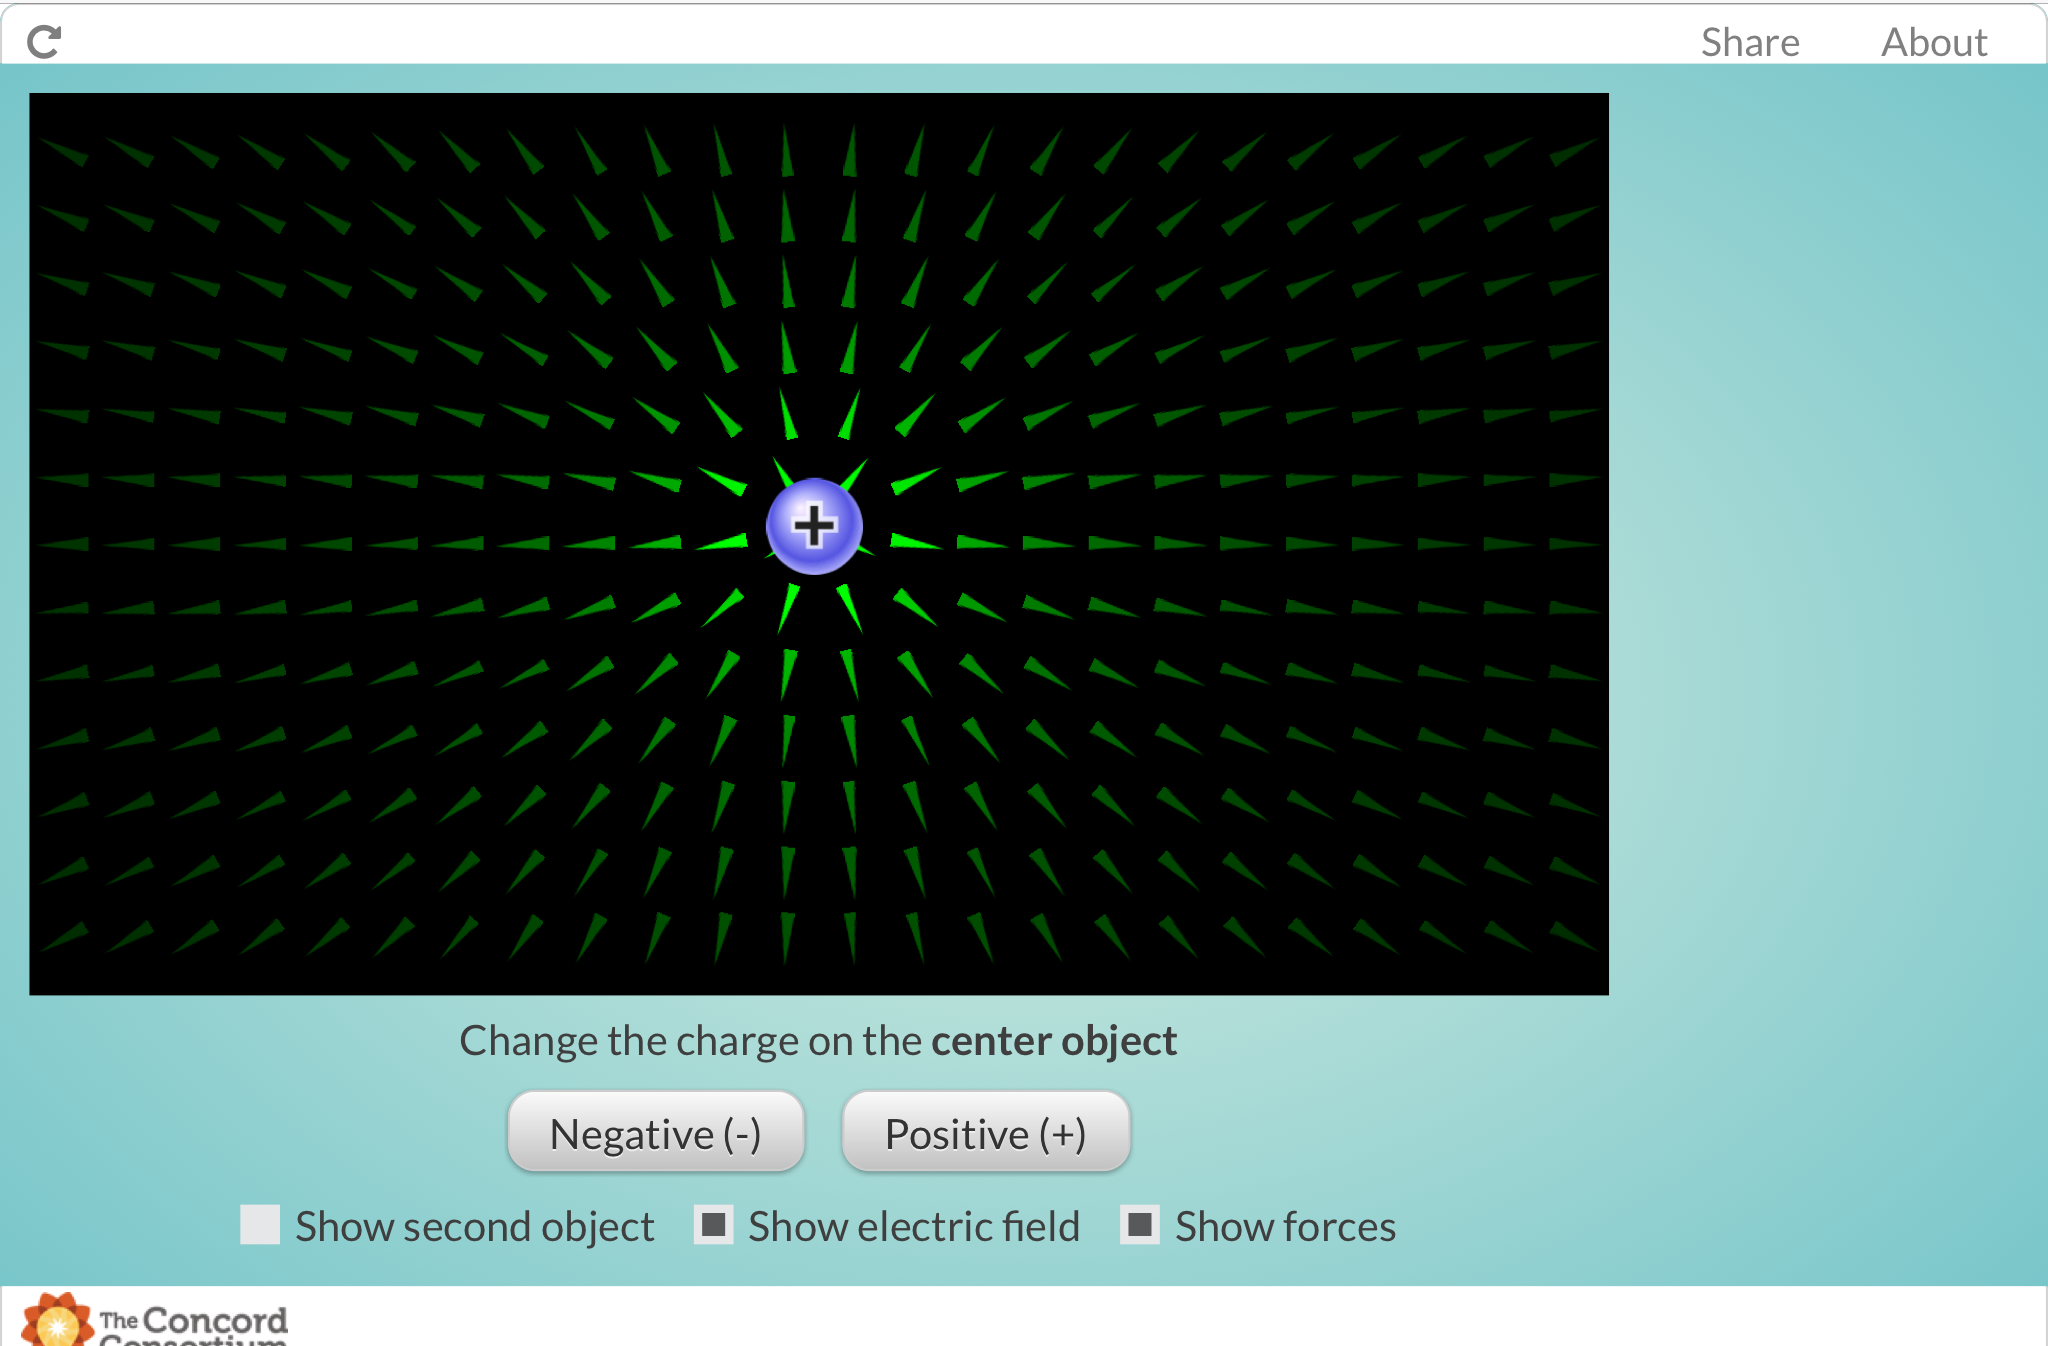 Share About
+
Change the charge on the center object
Negative (-) Positive (+)
Show second object Show electric field Show forces
The Concord
Consortium